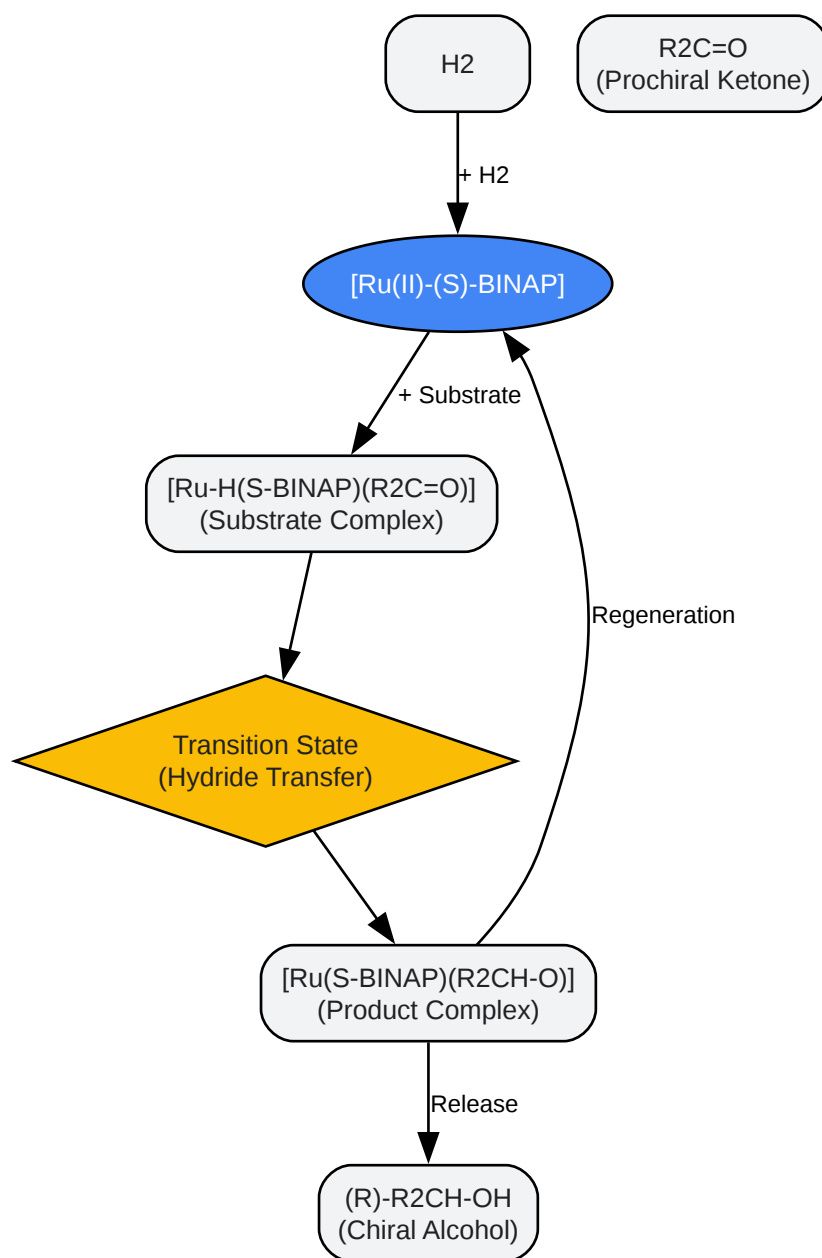 H2
R2C=O
(Prochiral Ketone)
+ H2
[Ru(II)-(S)-BINAP]
+ Substrate
[Ru-H(S-BINAP)(R2C=O)]
(Substrate Complex)
Regeneration
Transition State
(Hydride Transfer)
[Ru(S-BINAP)(R2CH-O)]
(Product Complex)
Release
(R)-R2CH-OH
(Chiral Alcohol)